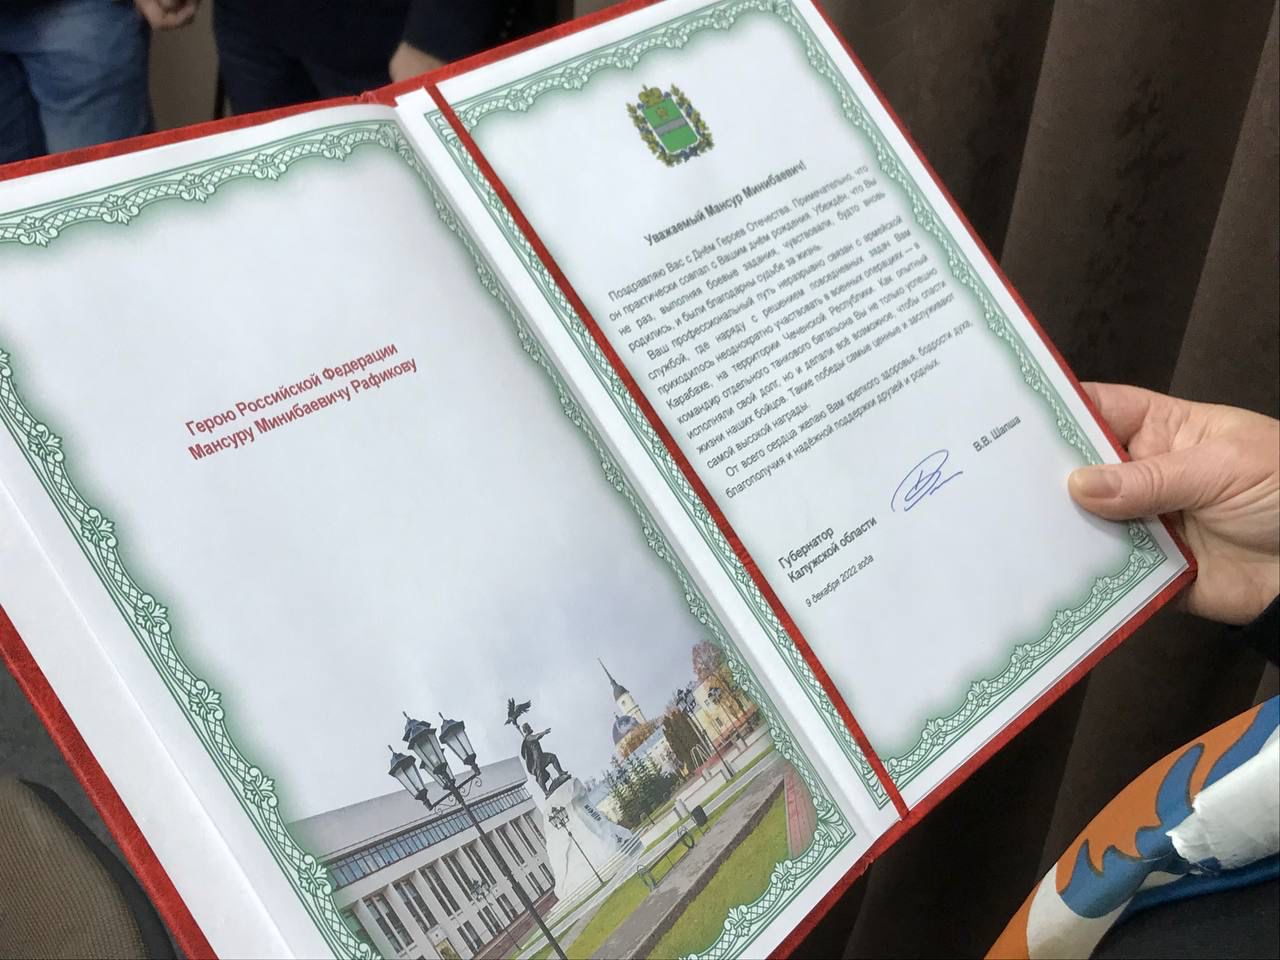 Герою Российской Федерации
Мансуру Минибаевичу Рафикову
Уважаемый Мансур Минибаевич!
Поздравляю Вас с Днём Героев Отечества. Примечательно, что
он практически совпал с Вашим днём рождения. Убеждён, что Вы
не раз, выполняя боевые задания, чувствовали, будто вновь
родились, и были благодарны судьбе за жизнь.
Ваш профессиональный путь неразрывно связан с армейской
службой, где наряду с решением повседневных задач Вам
приходилось неоднократно участвовать в военных операциях — в
Карабахе, на территории Чеченской Республики. Как опытный
командир отдельного танкового батальона Вы не только успешно
исполняли свой долг, но и делали всё возможное, чтобы спасти
жизни наших бойцов. Такие победы самые ценные и заслуживают
самой высокой награды.
От всего сердца желаю Вам крепкого здоровья, бодрости духа,
благополучия и надёжной поддержки друзей и родных.
Губернатор
Калужской области
В.В. Шапша
9 декабря 2022 года